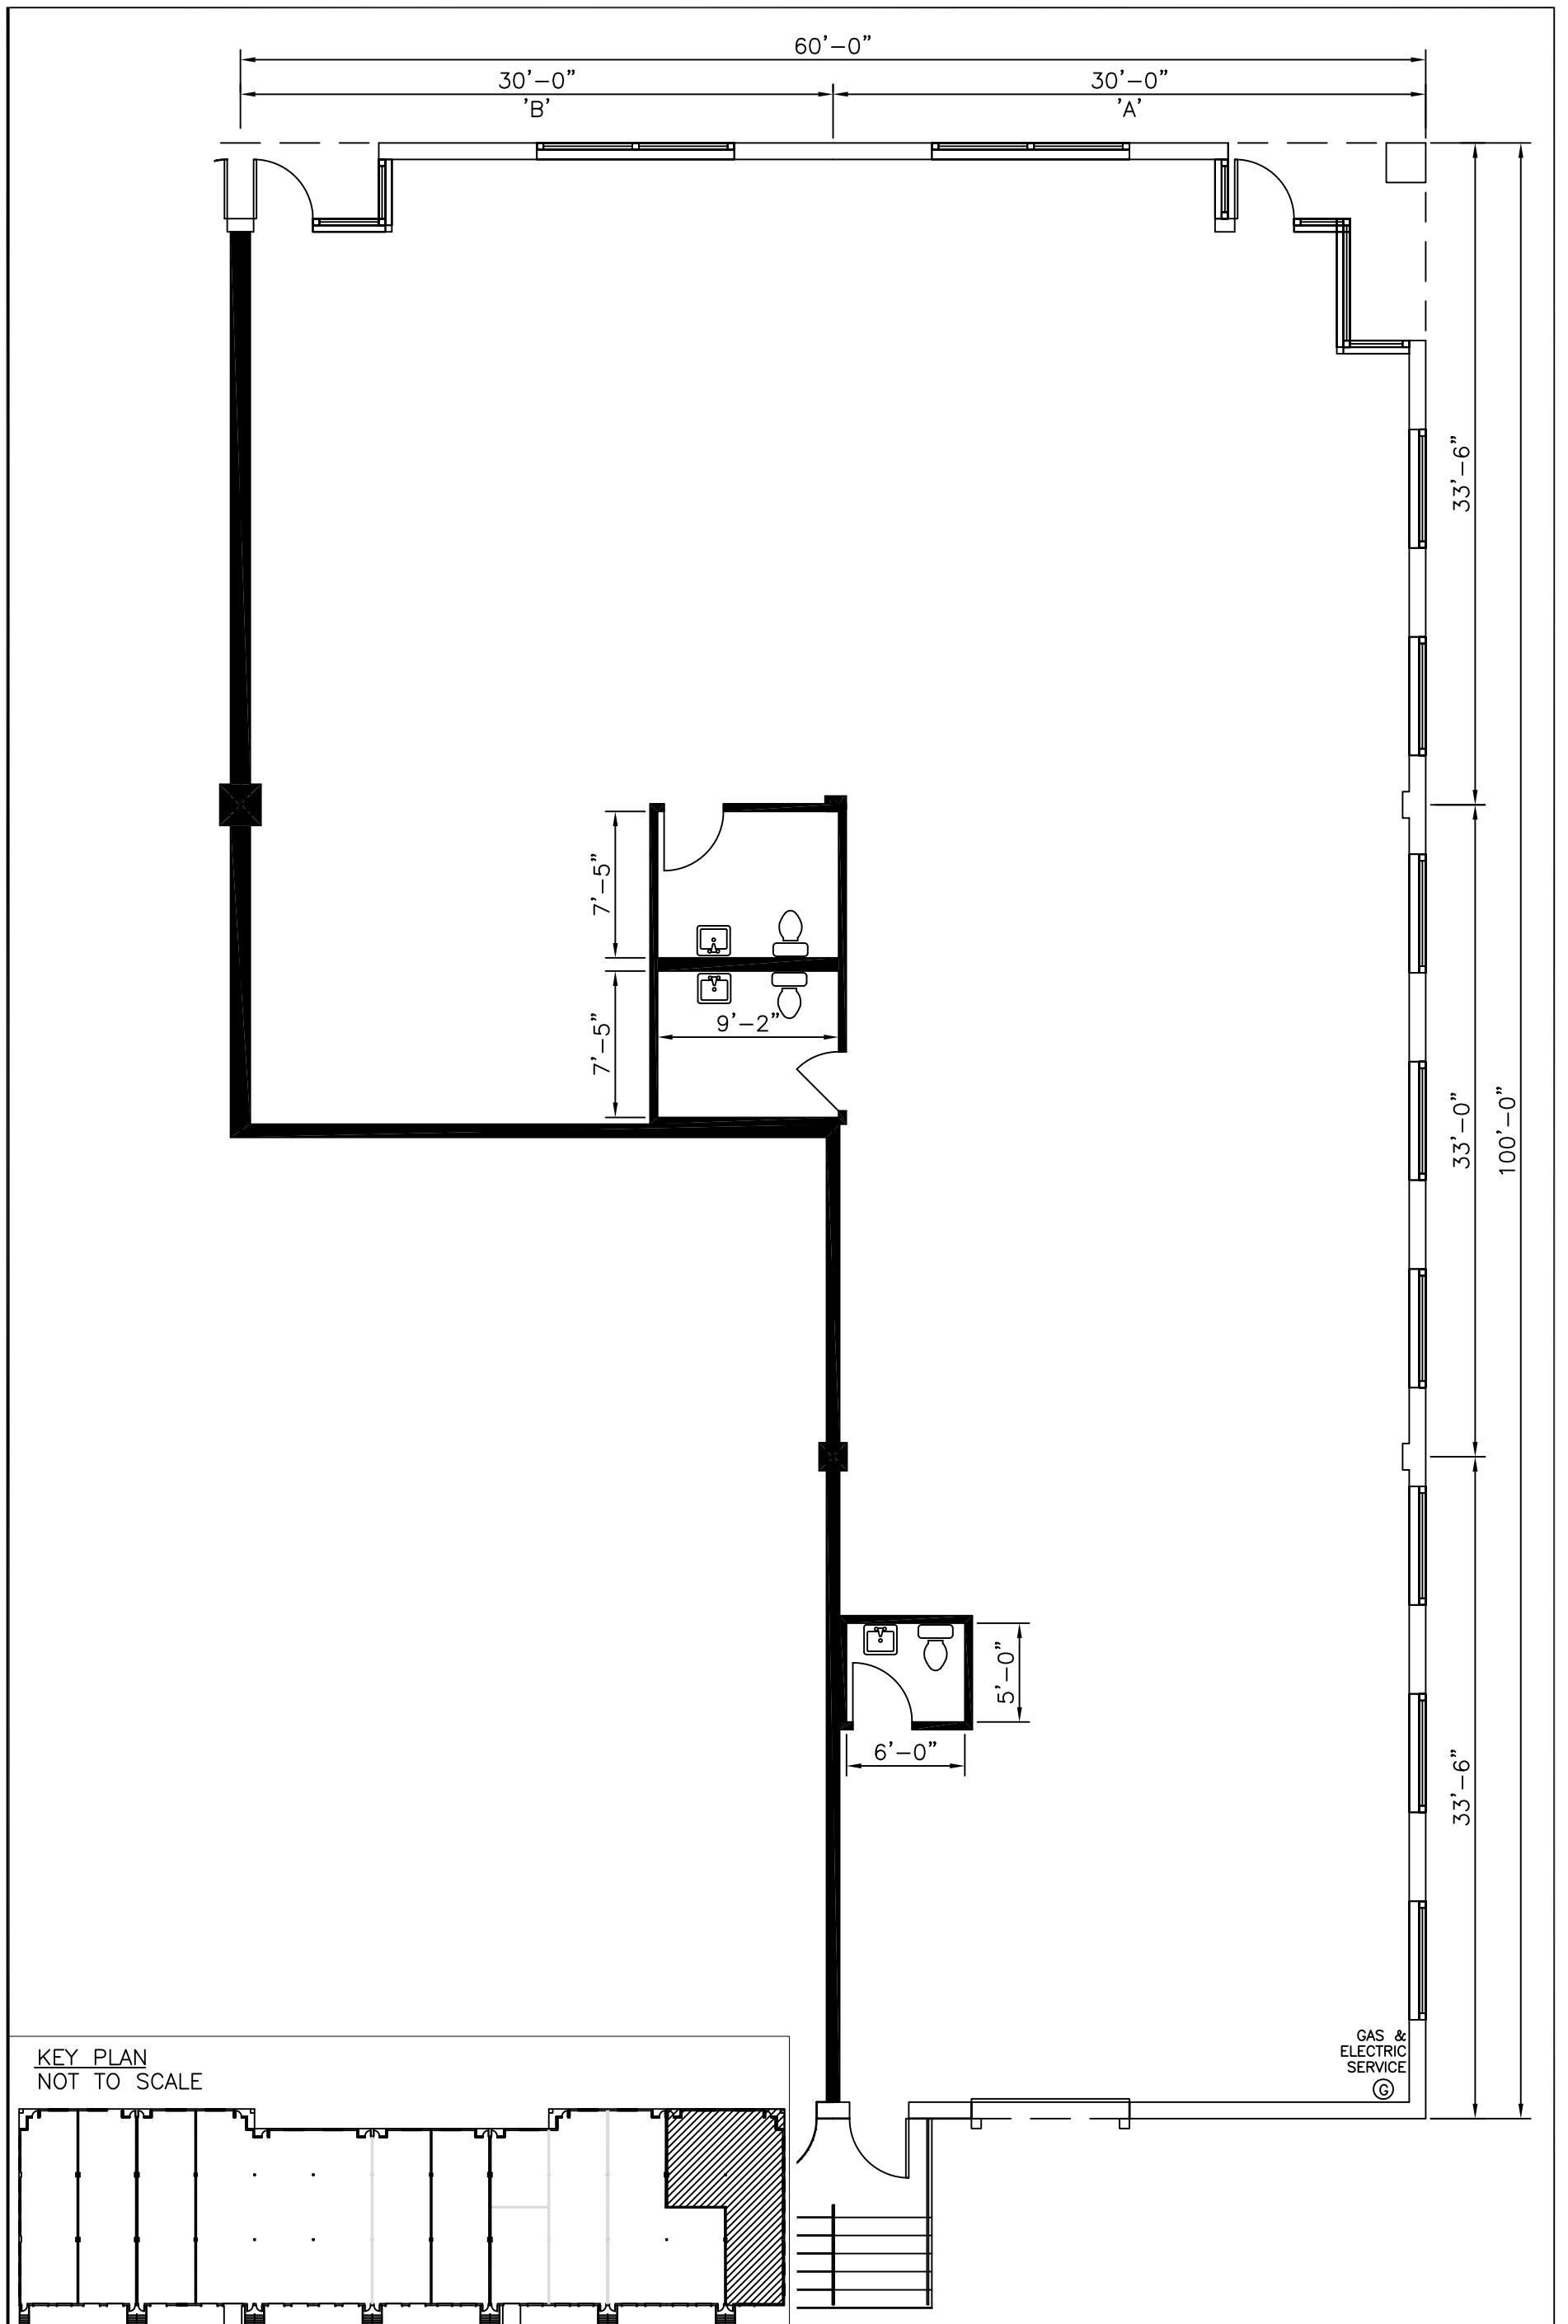 60'-0"
30'-0"
30'-0"
'B'
'A'
33'-6"
7'-5"
7'-5"
9'-2"
33'-0"
100'-0"
5'-0"
6'-0"
33'-6"
GAS &
ELECTRIC
SERVICE
G
KEY PLAN
NOT TO SCALE